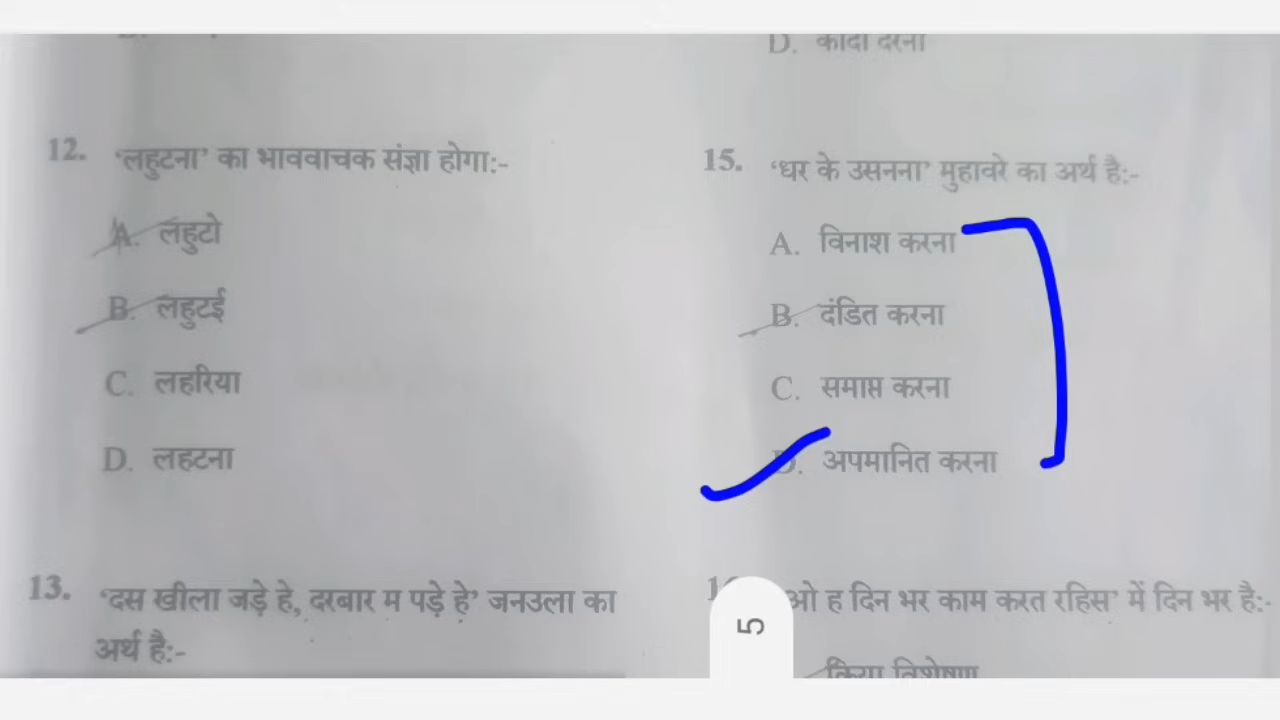 12. 'लहुटना' का भाववाचक संज्ञा होगा:-
A. लहुटो
B. लहुटई
C. लहरिया
D. लहटना
13. 'दस खीला जड़े हे, दरबार म पड़े हे' जनउला का
अर्थ है:-
D. कादो दरना
15. 'धर के उसनना' मुहावरे का अर्थ है:-
A. विनाश करना
B. दंडित करना
C. समाप्त करना
D. अपमानित करना
ओ ह दिन भर काम करत रहिस' में दिन भर है:-
क्रिया विशेषण
5